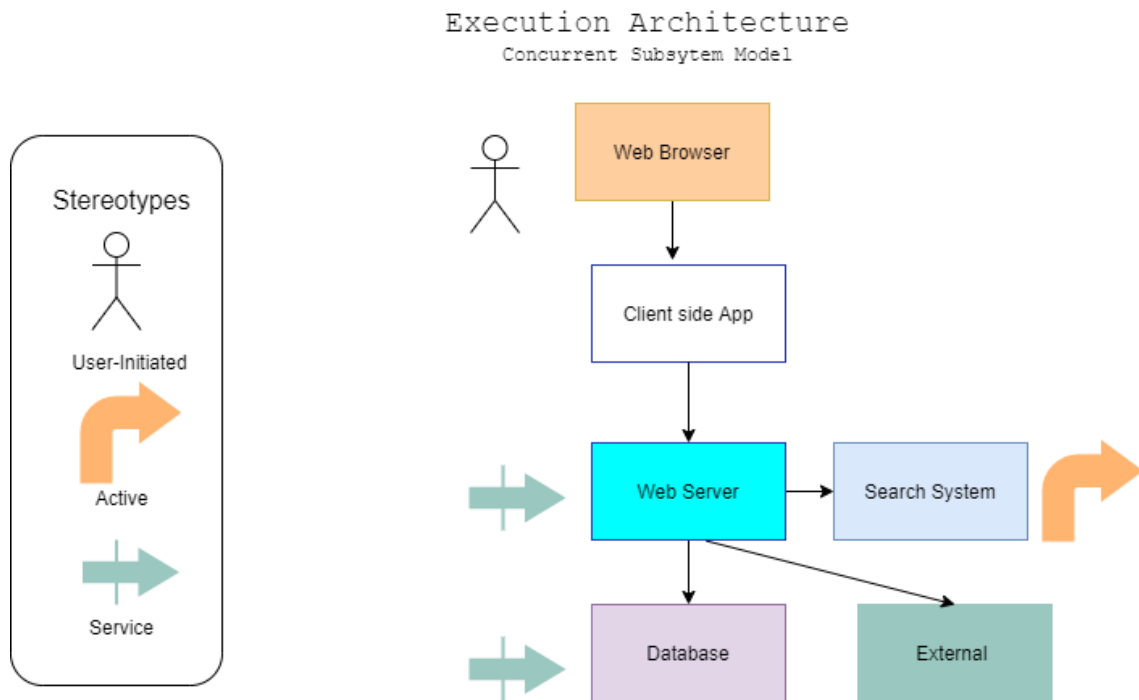 Execution Architecture
Concurrent Subsytem Model
Stereotypes
User-Initiated
Active
Service
Web Browser
Client side App
Web Server
Search System
Database
External